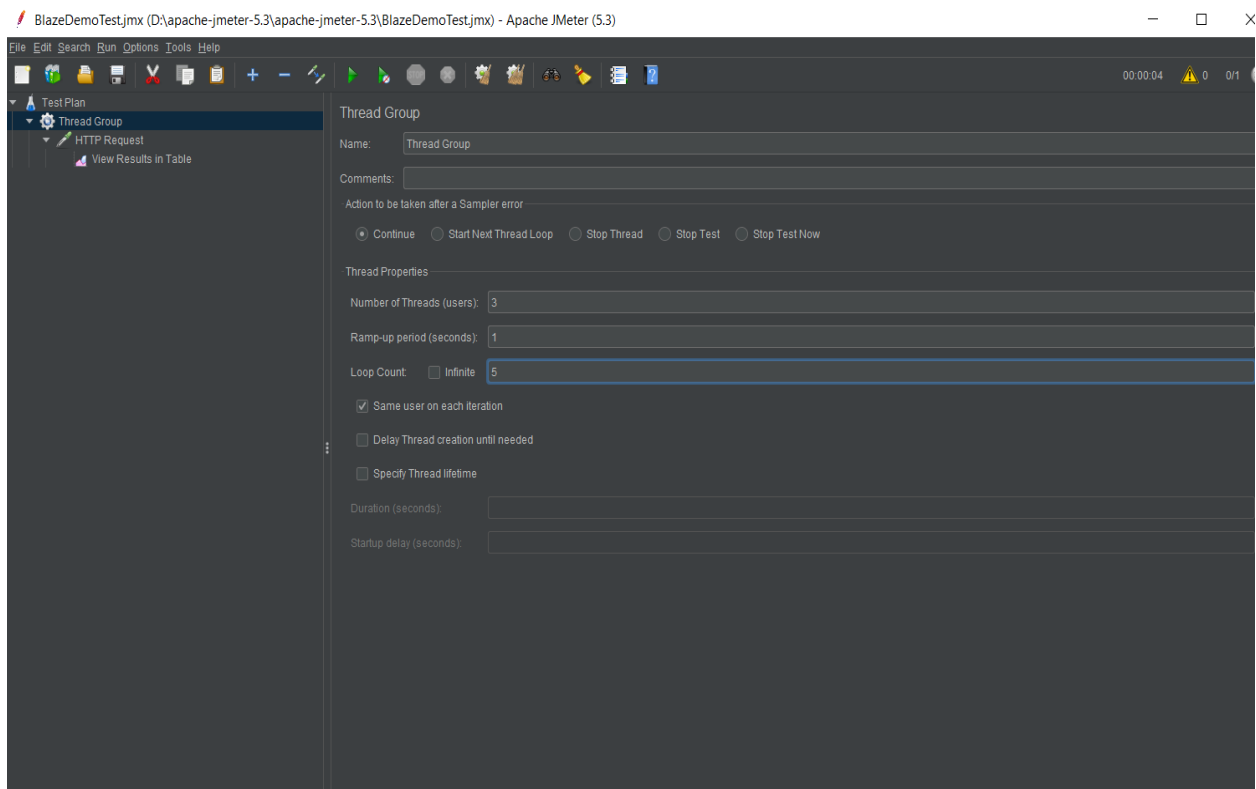 BlazeDemoTest.jmx (D:\apache-jmeter-5.3\apache-jmeter-5.3\BlazeDemoTest.jmx) - Apache JMeter (5.3)
File Edit Search Run Options Tools Help
00:00:04 0 0/1
Test Plan
Thread Group
HTTP Request
View Results in Table
Thread Group
Name: Thread Group
Comments:
Action to be taken after a Sampler error
Continue Start Next Thread Loop Stop Thread Stop Test Stop Test Now
Thread Properties
Number of Threads (users): 3
Ramp-up period (seconds): 1
Loop Count: Infinite 5
Same user on each iteration
Delay Thread creation until needed
Specify Thread lifetime
Duration (seconds):
Startup delay (seconds):